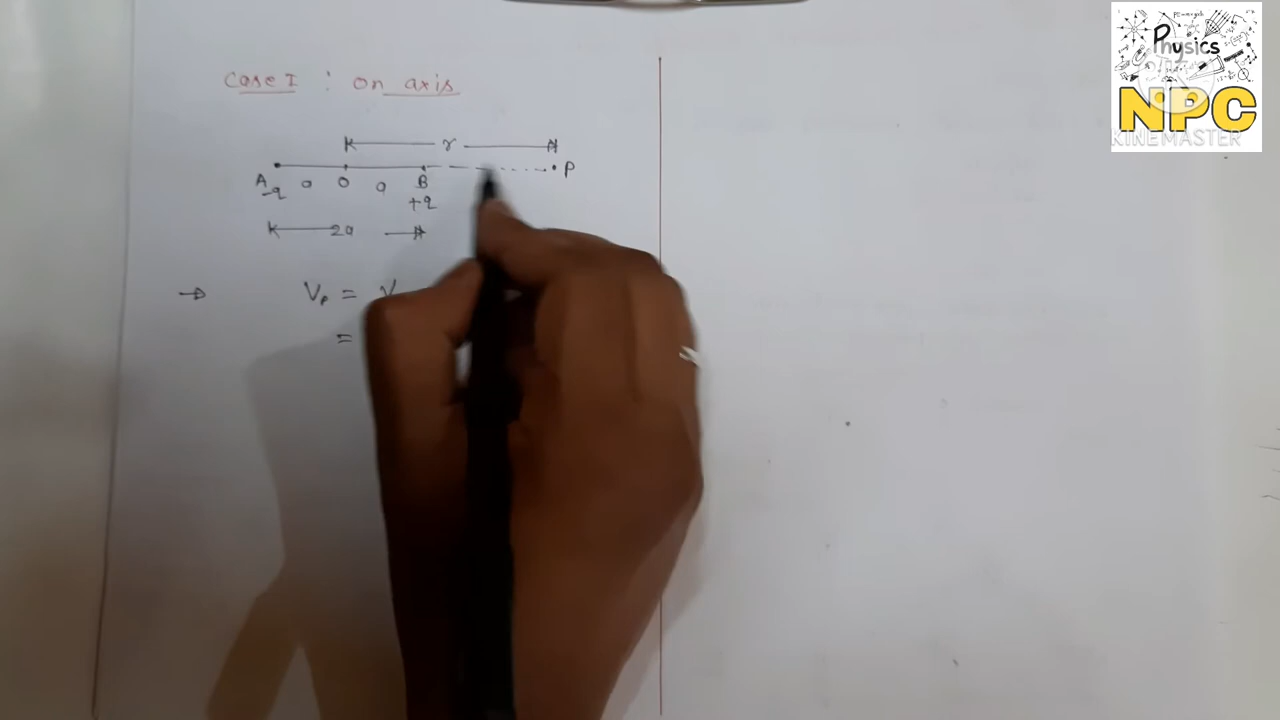 Case I : on axis
r
A a O a B P
-q +q
2a
→ Vₚ = V
=
Physics
NPC
KINEMASTER